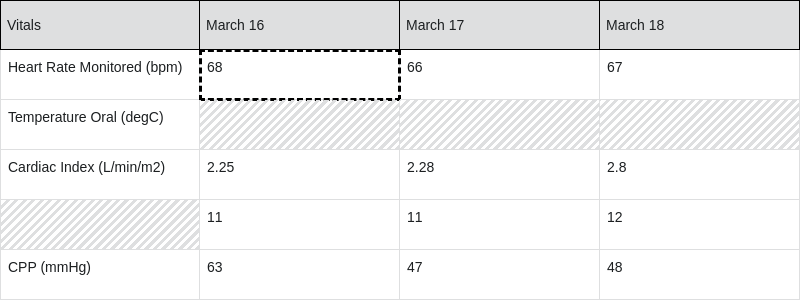 Vitals March 16 March 17 March 18
Heart Rate Monitored (bpm) 68 66 67
Temperature Oral (degC)
Cardiac Index (L/min/m2) 2.25 2.28 2.8
11 11 12
CPP (mmHg) 63 47 48